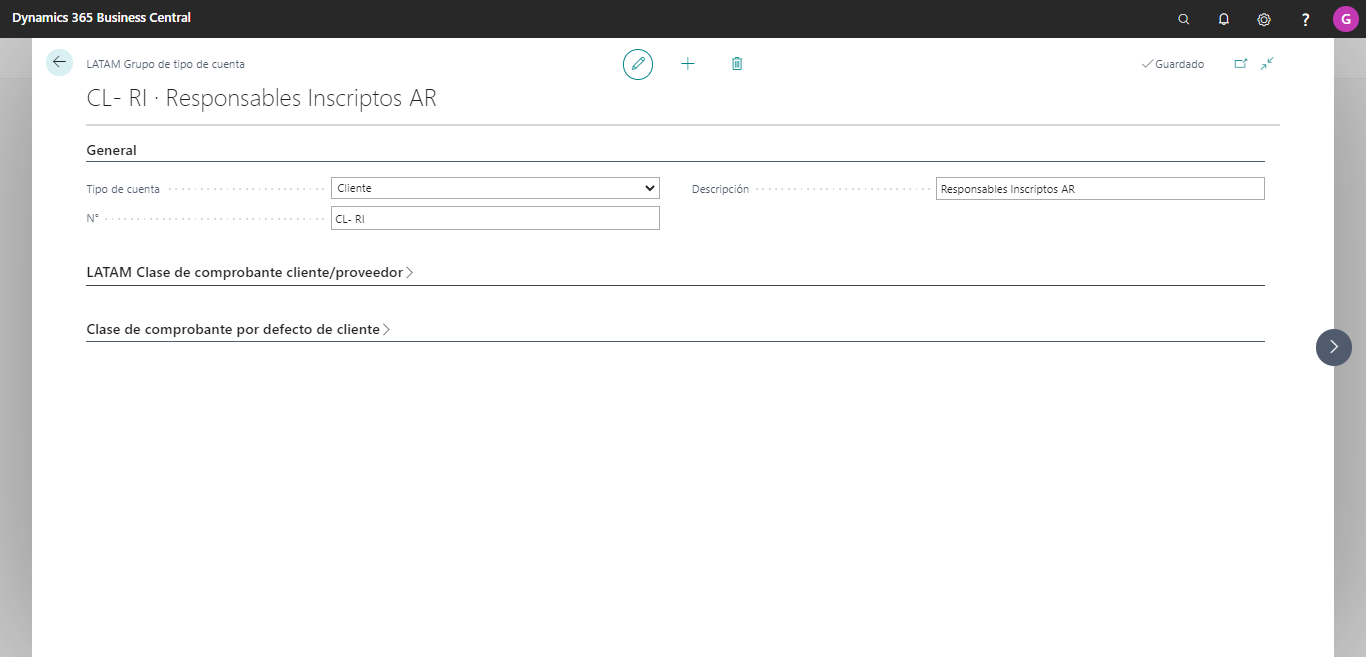 Dynamics 365 Business Central
?
G
LATAM Grupo de tipo de cuenta
Guardado
CL- RI · Responsables Inscriptos AR
General
Tipo de cuenta
Cliente
Descripción
Responsables Inscriptos AR
N°
CL- RI
LATAM Clase de comprobante cliente/proveedor
Clase de comprobante por defecto de cliente